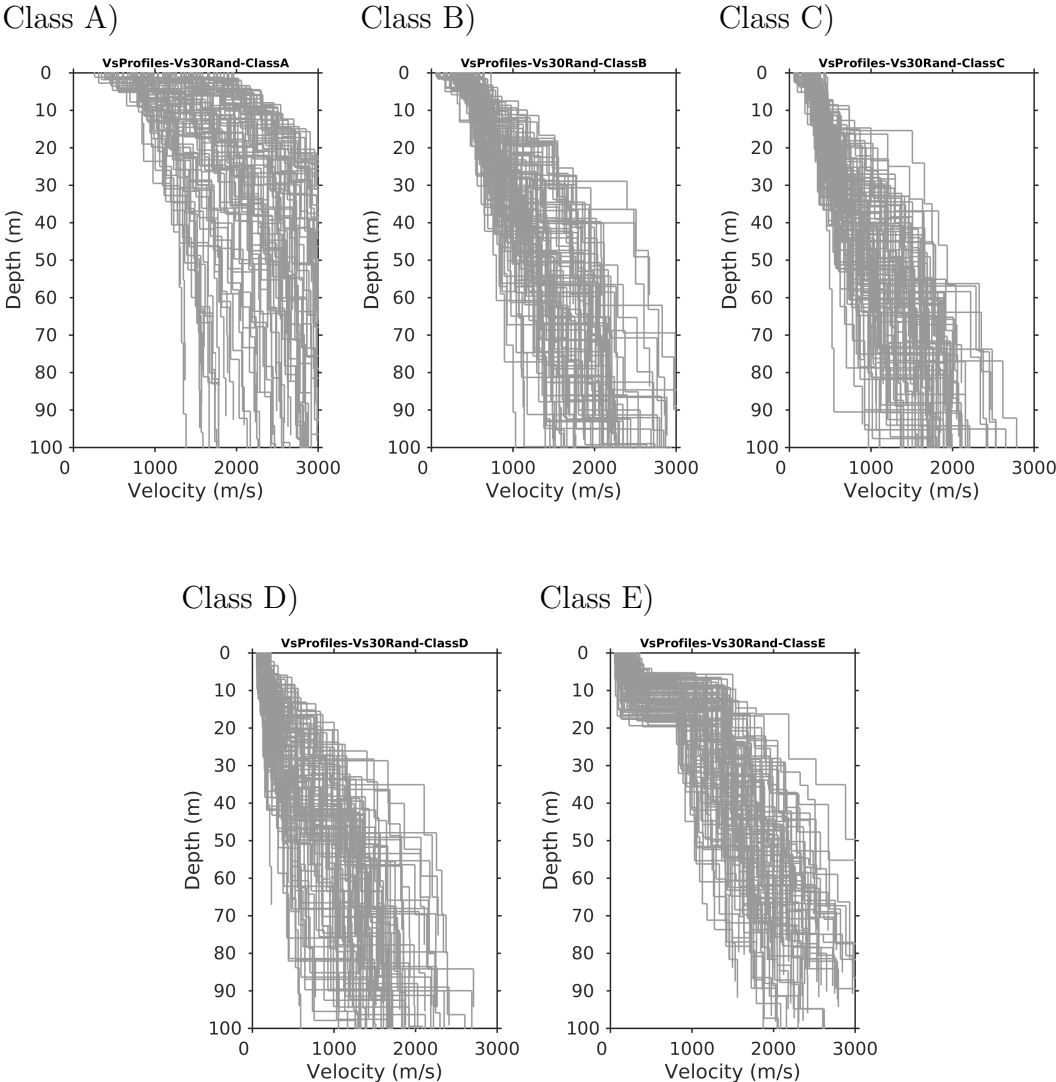 Class A)
VsProfiles-Vs30Rand-ClassA
0
10
20
30
40
50
60
70
80
90
100
Depth (m)
0 1000 2000 3000
Velocity (m/s)
Class B)
VsProfiles-Vs30Rand-ClassB
0
10
20
30
40
50
60
70
80
90
100
Depth (m)
0 1000 2000 3000
Velocity (m/s)
Class C)
VsProfiles-Vs30Rand-ClassC
0
10
20
30
40
50
60
70
80
90
100
Depth (m)
0 1000 2000 3000
Velocity (m/s)
Class D)
VsProfiles-Vs30Rand-ClassD
0
10
20
30
40
50
60
70
80
90
100
Depth (m)
0 1000 2000 3000
Velocity (m/s)
Class E)
VsProfiles-Vs30Rand-ClassE
0
10
20
30
40
50
60
70
80
90
100
Depth (m)
0 1000 2000 3000
Velocity (m/s)